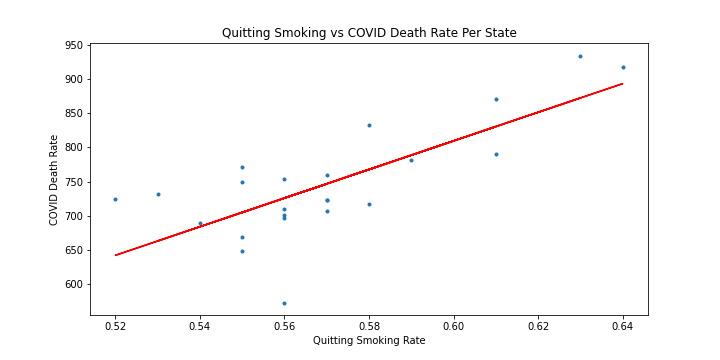 Quitting Smoking vs COVID Death Rate Per State
950
900
850
800
750
700
650
600
COVID Death Rate
0.52 0.54 0.56 0.58 0.60 0.62 0.64
Quitting Smoking Rate